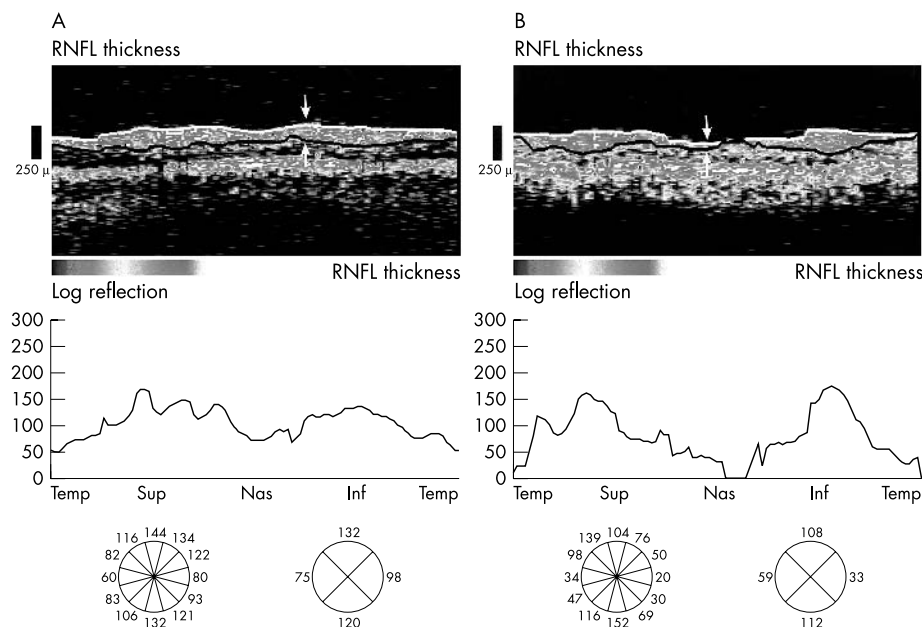 A
RNFL thickness
250 μ
RNFL thickness
Log reflection
300
250
200
150
100
50
0
Temp Sup Nas Inf Temp
116 144 134
82 122
60 80
83 93
106 132 121
132
75 98
120
B
RNFL thickness
250 μ
RNFL thickness
Log reflection
300
250
200
150
100
50
0
Temp Sup Nas Inf Temp
139 104 76
98 50
34 20
47 30
116 152 69
108
59 33
112